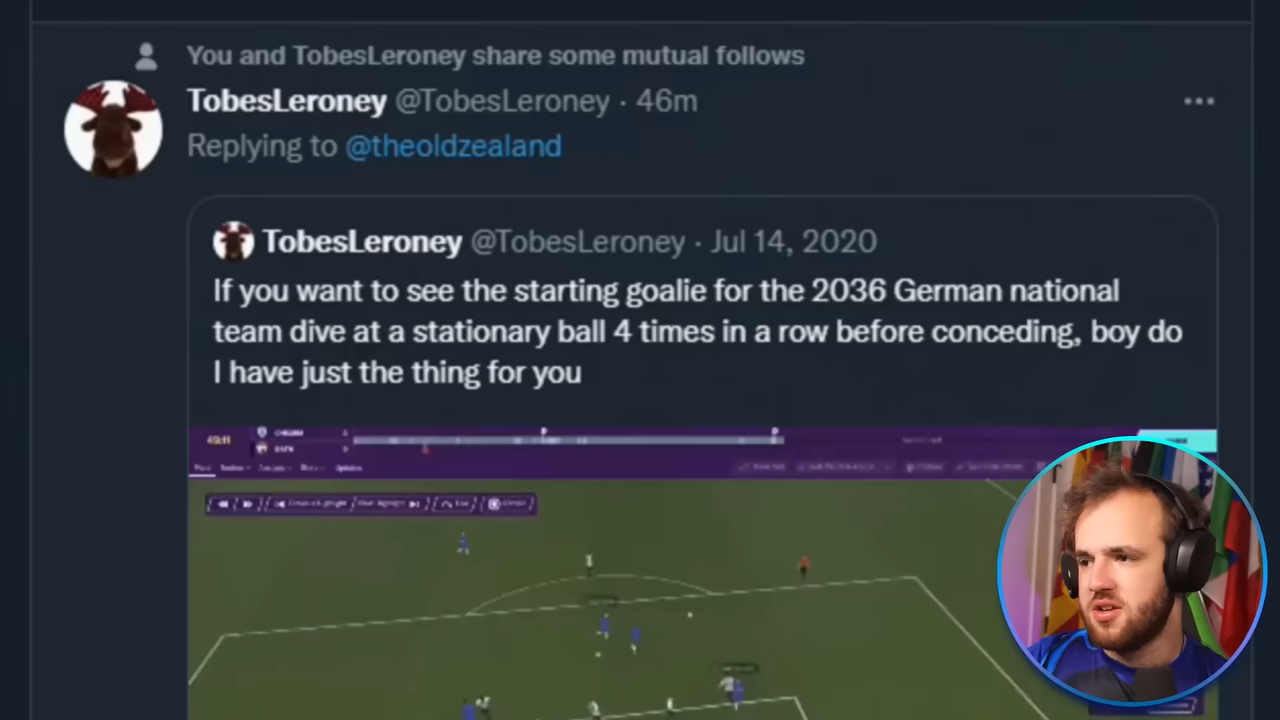 You and TobesLeroney share some mutual follows
TobesLeroney @TobesLeroney · 46m
Replying to @theoldzealand
TobesLeroney @TobesLeroney · Jul 14, 2020
If you want to see the starting goalie for the 2036 German national
team dive at a stationary ball 4 times in a row before conceding, boy do
I have just the thing for you